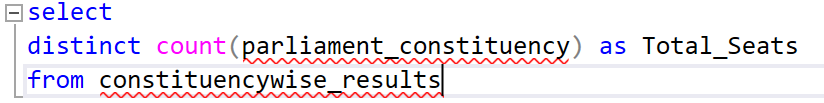 select
distinct count(parliament_constituency) as Total_Seats
from constituencywise_results